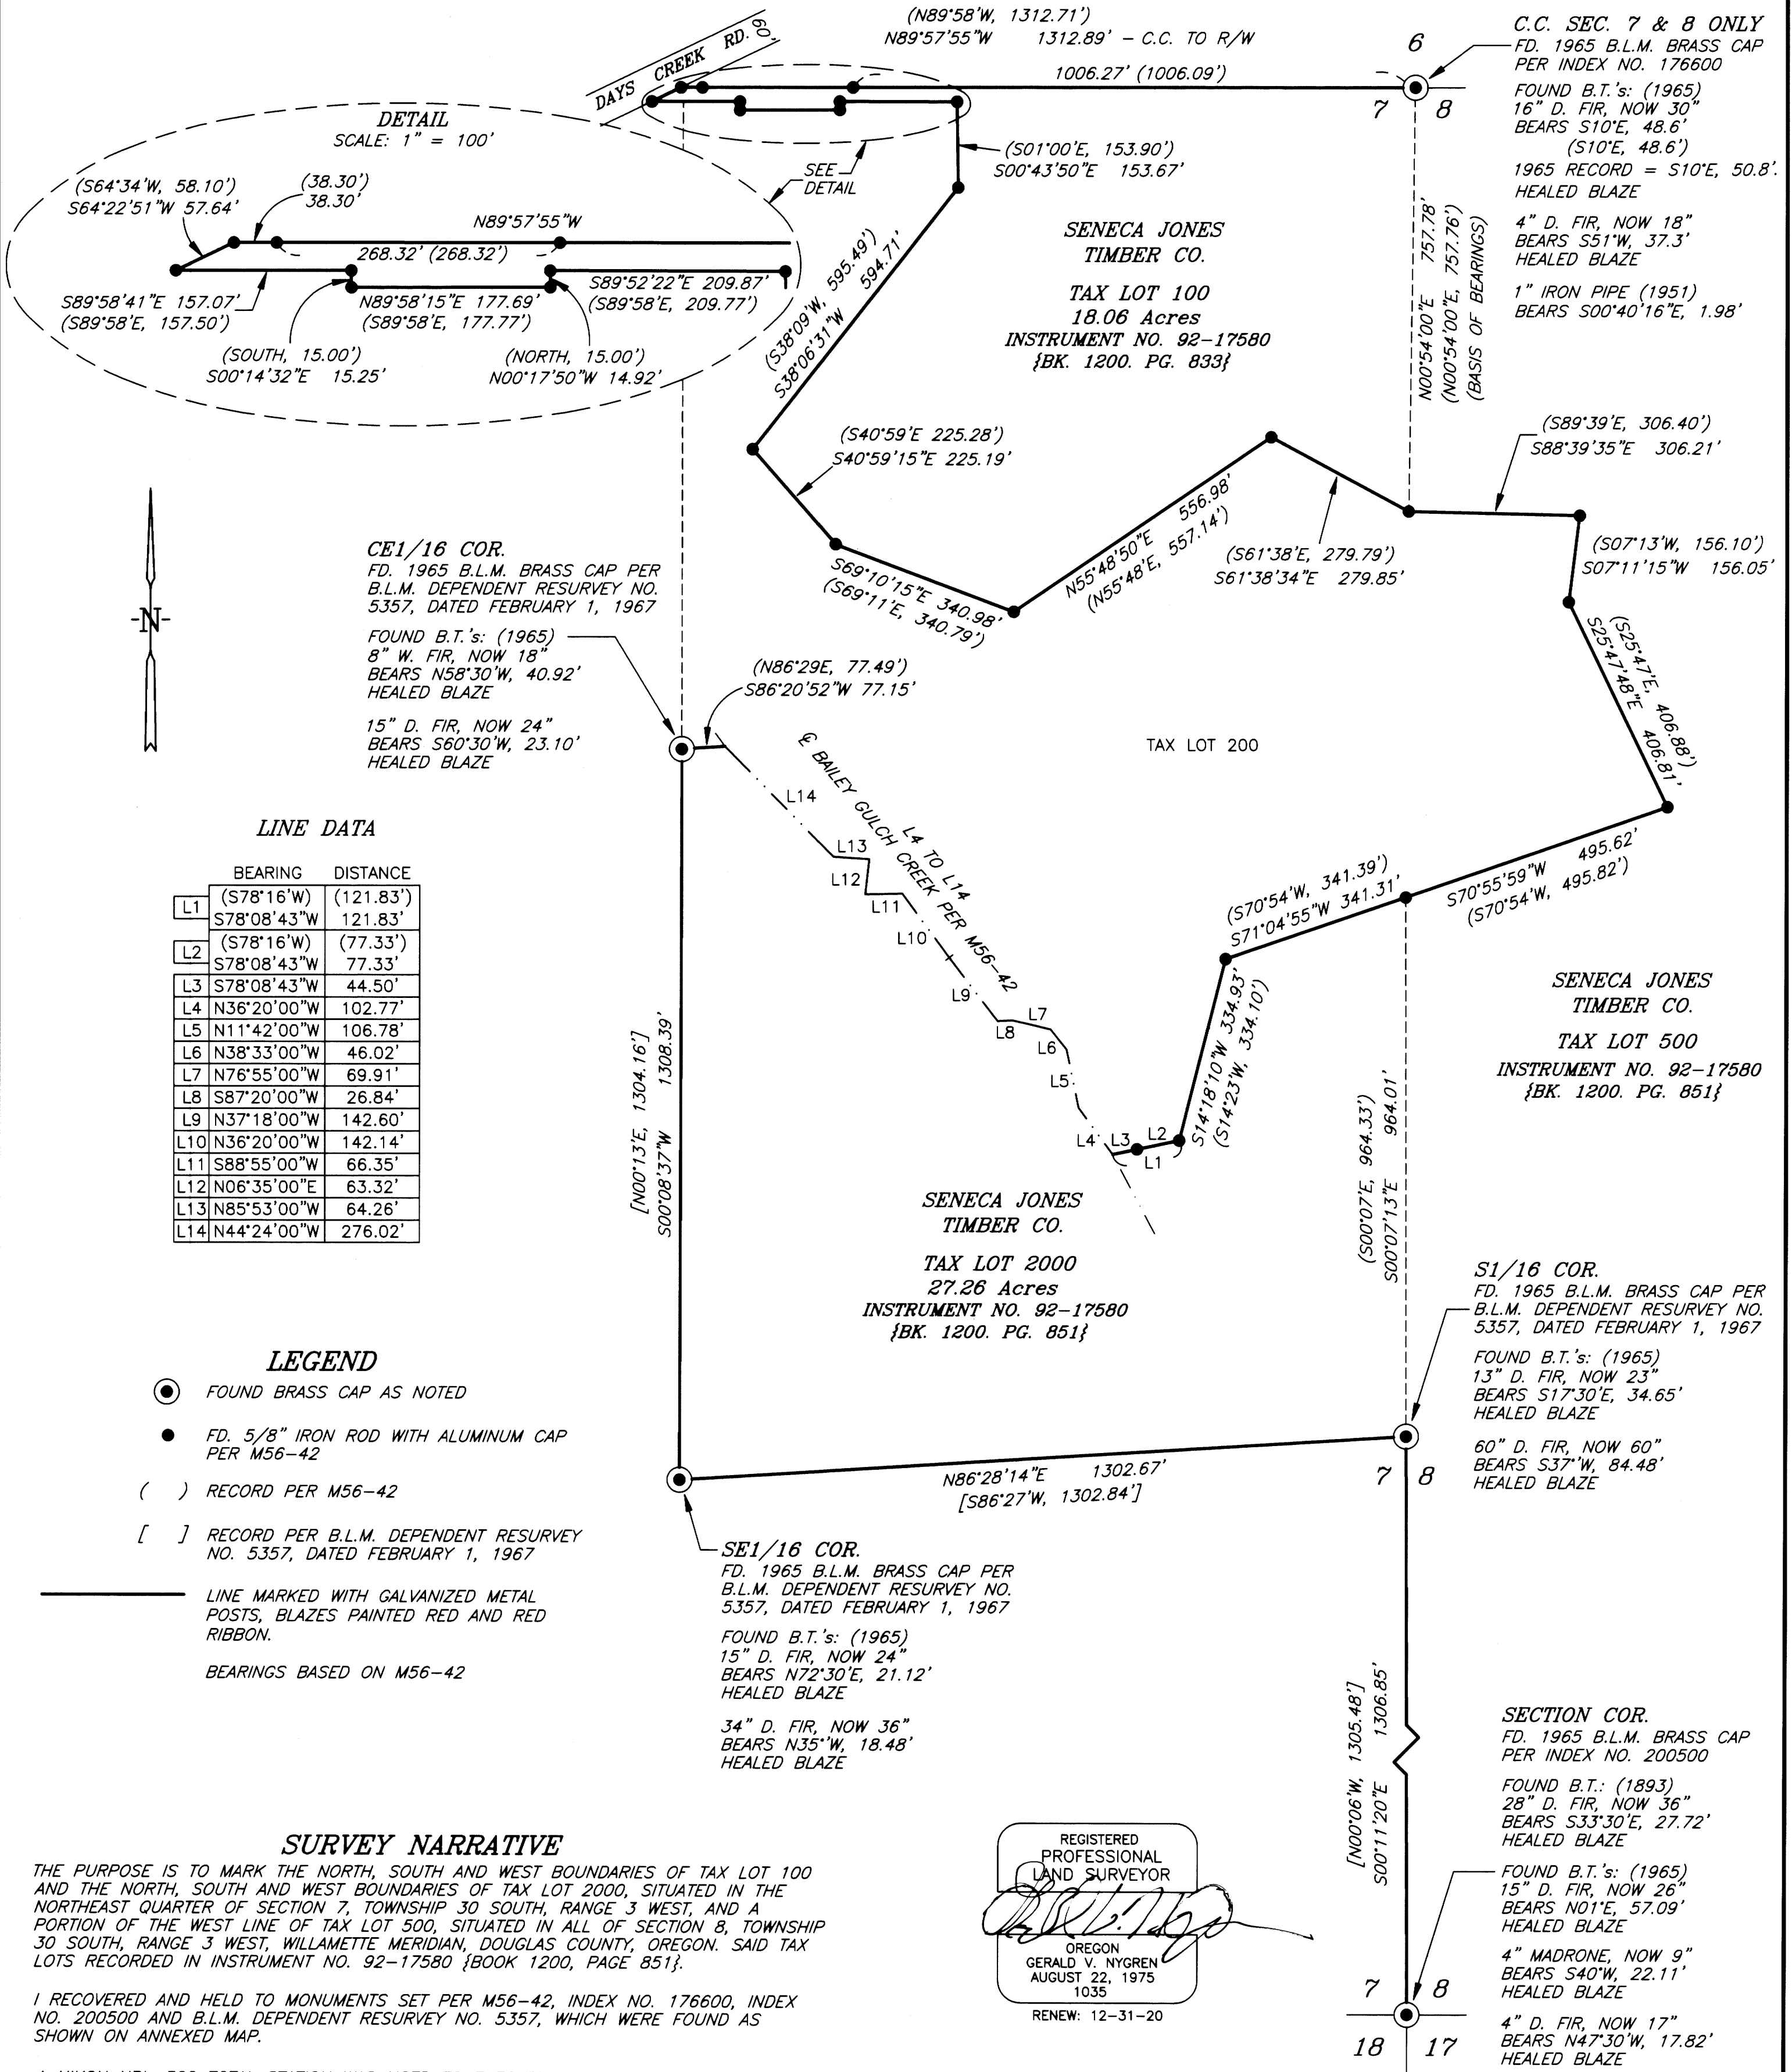 (N89°58'W, 1312.71')
N89°57'55"W 1312.89' – C.C. TO R/W
DAYS CREEK RD.
60'
1006.27' (1006.09')
6
7
8
C.C. SEC. 7 & 8 ONLY
FD. 1965 B.L.M. BRASS CAP
PER INDEX NO. 176600
FOUND B.T.'s: (1965)
16" D. FIR, NOW 30"
BEARS S10°E, 48.6'
(S10°E, 48.6')
1965 RECORD = S10°E, 50.8'.
HEALED BLAZE
4" D. FIR, NOW 18"
BEARS S51°W, 37.3'
HEALED BLAZE
1" IRON PIPE (1951)
BEARS S00°40'16"E, 1.98'
DETAIL
SCALE: 1" = 100'
(S64°34'W, 58.10')
S64°22'51"W 57.64'
(38.30')
38.30'
N89°57'55"W
268.32' (268.32')
S89°58'41"E 157.07'
(S89°58'E, 157.50')
N89°58'15"E 177.69'
(S89°58'E, 177.77')
S89°52'22"E 209.87'
(S89°58'E, 209.77')
(SOUTH, 15.00')
S00°14'32"E 15.25'
(NORTH, 15.00')
N00°17'50"W 14.92'
SEE
DETAIL
(S01°00'E, 153.90')
S00°43'50"E 153.67'
SENECA JONES
TIMBER CO.
TAX LOT 100
18.06 Acres
INSTRUMENT NO. 92–17580
{BK. 1200. PG. 833}
(S38°09'W, 595.49')
S38°06'31"W 594.71'
N00°54'00"E 757.78'
(N00°54'00"E, 757.76')
(BASIS OF BEARINGS)
(S40°59'E 225.28')
S40°59'15"E 225.19'
S69°10'15"E 340.98'
(S69°11'E, 340.79')
N55°48'50"E 556.98'
(N55°48'E, 557.14')
(S61°38'E, 279.79')
S61°38'34"E 279.85'
(S89°39'E, 306.40')
S88°39'35"E 306.21'
(S07°13'W, 156.10')
S07°11'15"W 156.05'
(S25°47'E, 406.88')
S25°47'48"E 406.81'
CE1/16 COR.
FD. 1965 B.L.M. BRASS CAP PER
B.L.M. DEPENDENT RESURVEY NO.
5357, DATED FEBRUARY 1, 1967
FOUND B.T.'s: (1965)
8" W. FIR, NOW 18"
BEARS N58°30'W, 40.92'
HEALED BLAZE
15" D. FIR, NOW 24"
BEARS S60°30'W, 23.10'
HEALED BLAZE
-N-
(N86°29E, 77.49')
S86°20'52"W 77.15'
TAX LOT 200
℄ BAILEY GULCH CREEK PER M56–42
L4 TO L14
L14
L13
L12
L11
L10
L9
L8
L7
L6
L5
L4
L3
L2
L1
(S70°54'W, 341.39')
S71°04'55"W 341.31'
S70°55'59"W 495.62'
(S70°54'W, 495.82')
S14°18'10"W 334.93'
(S14°23'W, 334.10')
LINE DATA
BEARING DISTANCE
L1 (S78°16'W) (121.83')
S78°08'43"W 121.83'
L2 (S78°16'W) (77.33')
S78°08'43"W 77.33'
L3 S78°08'43"W 44.50'
L4 N36°20'00"W 102.77'
L5 N11°42'00"W 106.78'
L6 N38°33'00"W 46.02'
L7 N76°55'00"W 69.91'
L8 S87°20'00"W 26.84'
L9 N37°18'00"W 142.60'
L10 N36°20'00"W 142.14'
L11 S88°55'00"W 66.35'
L12 N06°35'00"E 63.32'
L13 N85°53'00"W 64.26'
L14 N44°24'00"W 276.02'
[N00°13'E, 1304.16']
S00°08'37"W 1308.39'
SENECA JONES
TIMBER CO.
TAX LOT 500
INSTRUMENT NO. 92–17580
{BK. 1200. PG. 851}
(S00°07'E, 964.33')
S00°07'13"E 964.01'
SENECA JONES
TIMBER CO.
TAX LOT 2000
27.26 Acres
INSTRUMENT NO. 92–17580
{BK. 1200. PG. 851}
S1/16 COR.
FD. 1965 B.L.M. BRASS CAP PER
B.L.M. DEPENDENT RESURVEY NO.
5357, DATED FEBRUARY 1, 1967
FOUND B.T.'s: (1965)
13" D. FIR, NOW 23"
BEARS S17°30'E, 34.65'
HEALED BLAZE
60" D. FIR, NOW 60"
BEARS S37°'W, 84.48'
HEALED BLAZE
LEGEND
FOUND BRASS CAP AS NOTED
FD. 5/8" IRON ROD WITH ALUMINUM CAP
PER M56–42
( ) RECORD PER M56–42
[ ] RECORD PER B.L.M. DEPENDENT RESURVEY
NO. 5357, DATED FEBRUARY 1, 1967
LINE MARKED WITH GALVANIZED METAL
POSTS, BLAZES PAINTED RED AND RED
RIBBON.
BEARINGS BASED ON M56–42
N86°28'14"E 1302.67'
[S86°27'W, 1302.84']
7
8
SE1/16 COR.
FD. 1965 B.L.M. BRASS CAP PER
B.L.M. DEPENDENT RESURVEY NO.
5357, DATED FEBRUARY 1, 1967
FOUND B.T.'s: (1965)
15" D. FIR, NOW 24"
BEARS N72°30'E, 21.12'
HEALED BLAZE
34" D. FIR, NOW 36"
BEARS N35°'W, 18.48'
HEALED BLAZE
[N00°06'W, 1305.48']
S00°11'20"E 1306.85'
SECTION COR.
FD. 1965 B.L.M. BRASS CAP
PER INDEX NO. 200500
FOUND B.T.: (1893)
28" D. FIR, NOW 36"
BEARS S33°30'E, 27.72'
HEALED BLAZE
FOUND B.T.'s: (1965)
15" D. FIR, NOW 26"
BEARS N01°E, 57.09'
HEALED BLAZE
4" MADRONE, NOW 9"
BEARS S40°W, 22.11'
HEALED BLAZE
4" D. FIR, NOW 17"
BEARS N47°30'W, 17.82'
HEALED BLAZE
7
8
18
17
SURVEY NARRATIVE
THE PURPOSE IS TO MARK THE NORTH, SOUTH AND WEST BOUNDARIES OF TAX LOT 100
AND THE NORTH, SOUTH AND WEST BOUNDARIES OF TAX LOT 2000, SITUATED IN THE
NORTHEAST QUARTER OF SECTION 7, TOWNSHIP 30 SOUTH, RANGE 3 WEST, AND A
PORTION OF THE WEST LINE OF TAX LOT 500, SITUATED IN ALL OF SECTION 8, TOWNSHIP
30 SOUTH, RANGE 3 WEST, WILLAMETTE MERIDIAN, DOUGLAS COUNTY, OREGON. SAID TAX
LOTS RECORDED IN INSTRUMENT NO. 92–17580 {BOOK 1200, PAGE 851}.
I RECOVERED AND HELD TO MONUMENTS SET PER M56–42, INDEX NO. 176600, INDEX
NO. 200500 AND B.L.M. DEPENDENT RESURVEY NO. 5357, WHICH WERE FOUND AS
SHOWN ON ANNEXED MAP.
REGISTERED
PROFESSIONAL
LAND SURVEYOR
OREGON
GERALD V. NYGREN
AUGUST 22, 1975
1035
RENEW: 12–31–20